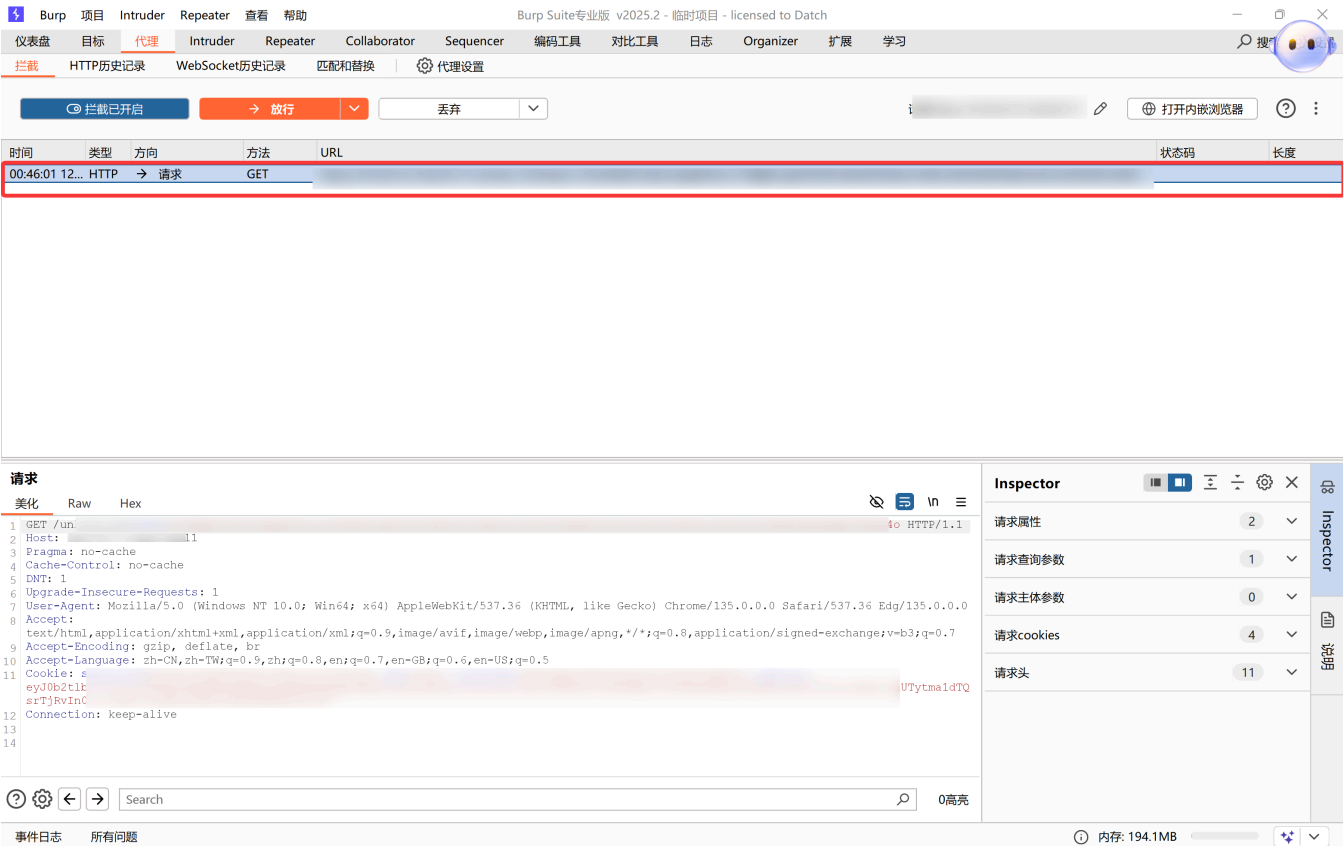 Burp 项目 Intruder Repeater 查看 帮助 Burp Suite专业版 v2025.2 - 临时项目 - licensed to Datch
仪表盘 目标 代理 Intruder Repeater Collaborator Sequencer 编码工具 对比工具 日志 Organizer 扩展 学习
拦截 HTTP历史记录 WebSocket历史记录 匹配和替换 代理设置
拦截已开启 放行 丢弃 打开内嵌浏览器
时间 类型 方向 方法 URL 状态码 长度
00:46:01 12... HTTP → 请求 GET
请求
美化 Raw Hex \n
1 GET /un 4o HTTP/1.1
2 Host: 11
3 Pragma: no-cache
4 Cache-Control: no-cache
5 DNT: 1
6 Upgrade-Insecure-Requests: 1
7 User-Agent: Mozilla/5.0 (Windows NT 10.0; Win64; x64) AppleWebKit/537.36 (KHTML, like Gecko) Chrome/135.0.0.0 Safari/537.36 Edg/135.0.0.0
8 Accept:
text/html,application/xhtml+xml,application/xml;q=0.9,image/avif,image/webp,image/apng,*/*;q=0.8,application/signed-exchange;v=b3;q=0.7
9 Accept-Encoding: gzip, deflate, br
10 Accept-Language: zh-CN,zh-TW;q=0.9,zh;q=0.8,en;q=0.7,en-GB;q=0.6,en-US;q=0.5
11 Cookie: s
eyJ0b2tlb UTytma1dTQ
srTjRvIn0
12 Connection: keep-alive
13
14
Search 0高亮
Inspector
请求属性 2
请求查询参数 1
请求主体参数 0
请求cookies 4
请求头 11
Inspector
说明
事件日志 所有问题 内存: 194.1MB